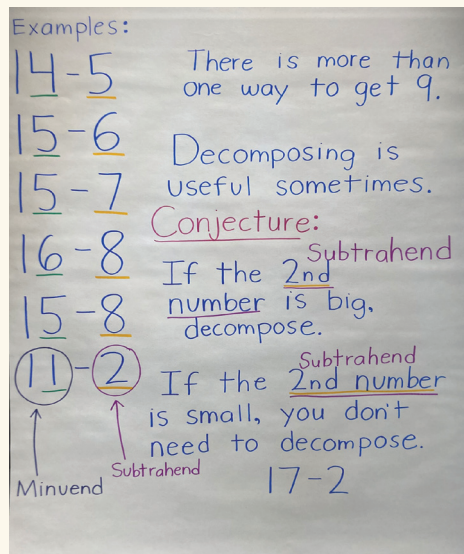 Examples:
14-5
15-6
15-7
16-8
15-8
11-2
Minuend
Subtrahend
There is more than
one way to get 9.
Decomposing is
useful sometimes.
Conjecture:
Subtrahend
If the 2nd
number is big,
decompose.
Subtrahend
If the 2nd number
is small, you don't
need to decompose.
17-2